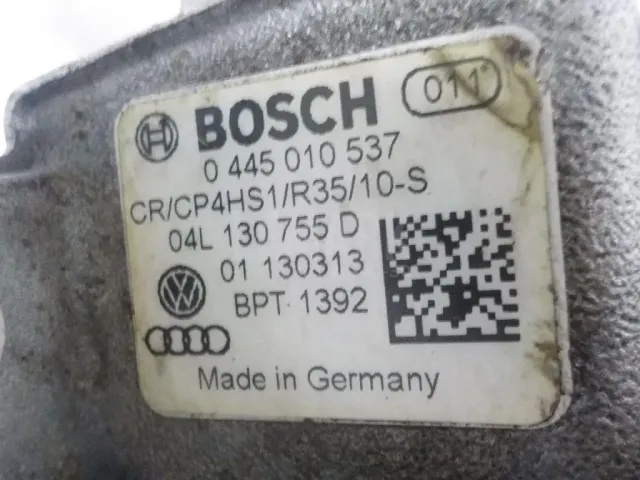 BOSCH 011
0 445 010 537
CR/CP4HS1/R35/10-S
04L 130 755 D
01 130313
BPT 1392
Made in Germany